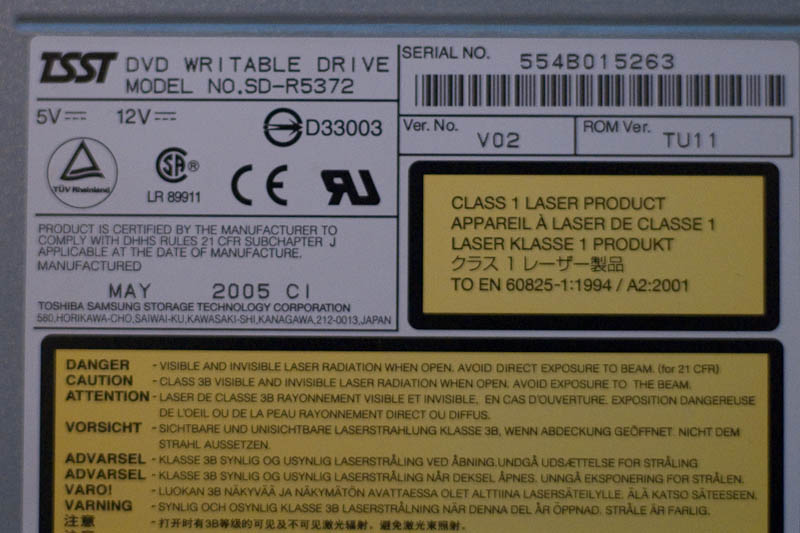 TSST DVD WRITABLE DRIVE
MODEL NO.SD-R5372
SERIAL NO. 554B015263
5V 12V
D33003
Ver. No. V02
ROM Ver. TU11
TÜV Rheinland
SA ®
LR 89911
CE
UR
PRODUCT IS CERTIFIED BY THE MANUFACTURER TO
COMPLY WITH DHHS RULES 21 CFR SUBCHAPTER J
APPLICABLE AT THE DATE OF MANUFACTURE.
MANUFACTURED
MAY 2005 CI
TOSHIBA SAMSUNG STORAGE TECHNOLOGY CORPORATION
580,HORIKAWA-CHO,SAIWAI-KU,KAWASAKI-SHI,KANAGAWA,212-0013,JAPAN
CLASS 1 LASER PRODUCT
APPAREIL À LASER DE CLASSE 1
LASER KLASSE 1 PRODUKT
クラス 1 レーザー製品
TO EN 60825-1:1994 / A2:2001
DANGER - VISIBLE AND INVISIBLE LASER RADIATION WHEN OPEN. AVOID DIRECT EXPOSURE TO BEAM. (for 21 CFR)
CAUTION - CLASS 3B VISIBLE AND INVISIBLE LASER RADIATION WHEN OPEN. AVOID EXPOSURE TO THE BEAM.
ATTENTION - LASER DE CLASSE 3B RAYONNEMENT VISIBLE ET INVISIBLE, EN CAS D'OUVERTURE. EXPOSITION DANGEREUSE
DE L'OEIL OU DE LA PEAU RAYONNEMENT DIRECT OU DIFFUS.
VORSICHT - SICHTBARE UND UNISICHTBARE LASERSTRAHLUNG KLASSE 3B, WENN ABDECKUNG GEÖFFNET. NICHT DEM
STRAHL AUSSETZEN.
ADVARSEL - KLASSE 3B SYNLIG OG USYNLIG LASERSTRÅLING VED ÅBNING.UNDGÅ UDSÆTTELSE FOR STRÅLING
ADVARSEL - KLASSE 3B SYNLIG OG USYNLIG LASERSTRÅLING NÅR DEKSEL ÅPNES. UNNGÅ EKSPONERING FOR STRÅLEN.
VARO! - LUOKAN 3B NÄKYVÄÄ JA NÄKYMÄTÖN AVATTAESSA OLET ALTTIINA LASERSÄTEILYLLE. ÄLÄ KATSO SÄTEESEEN.
VARNING - SYNLIG OCH OSYNLIG LASERSTRÅLNING NÄR DENNA DEL ÄR ÖPPNAD. STRÅLE ÄR FARLIG.
注意 - 打开时有3B等级的可见及不可见激光辐射。避免激光束照射。